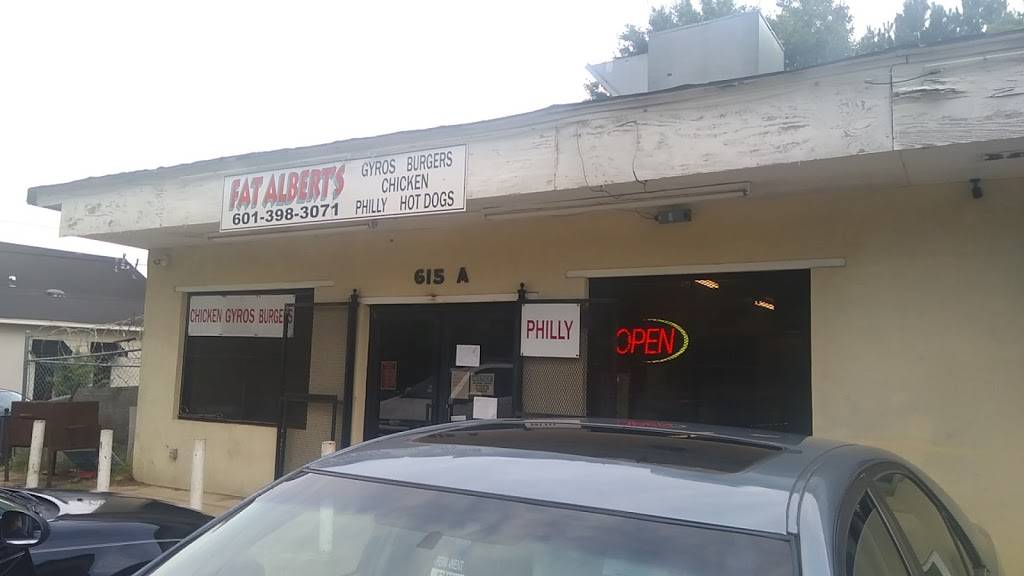 FAT ALBERT'S
601-398-3071
GYROS BURGERS
CHICKEN
PHILLY HOT DOGS
615 A
CHICKEN GYROS BURGERS
PHILLY
OPEN